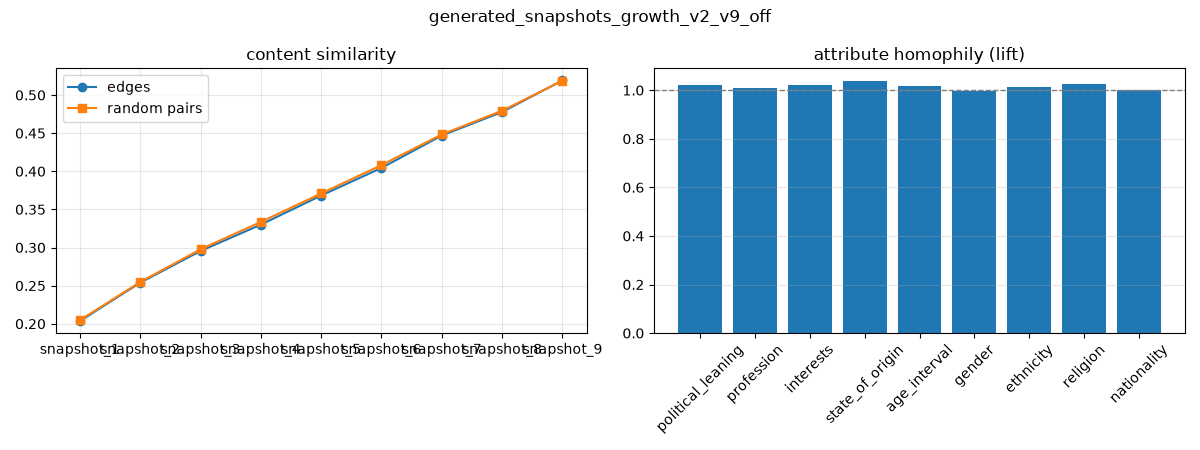 generated_snapshots_growth_v2_v9_off
content similarity
edges
random pairs
0.50
0.45
0.40
0.35
0.30
0.25
0.20
snapshot_1 snapshot_2 snapshot_3 snapshot_4 snapshot_5 snapshot_6 snapshot_7 snapshot_8 snapshot_9
attribute homophily (lift)
1.0
0.8
0.6
0.4
0.2
0.0
political_leaning
profession
interests
state_of_origin
age_interval
gender
ethnicity
religion
nationality